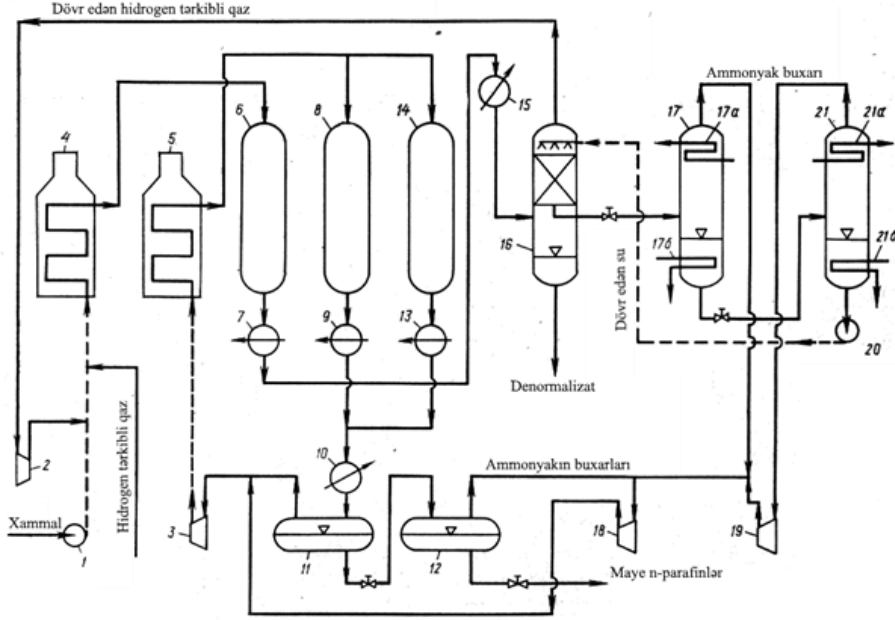 Dövr edən hidrogen tərkibli qaz
Ammonyak buxarı
4
5
6
8
14
15
17
17а
21
21а
16
17б
21б
7
9
13
20
Dövr edən su
Denormalizat
2
Hidrogen tərkibli qaz
10
Ammonyakın buxarları
Xammal
1
3
11
12
18
19
Maye n-parafinlər